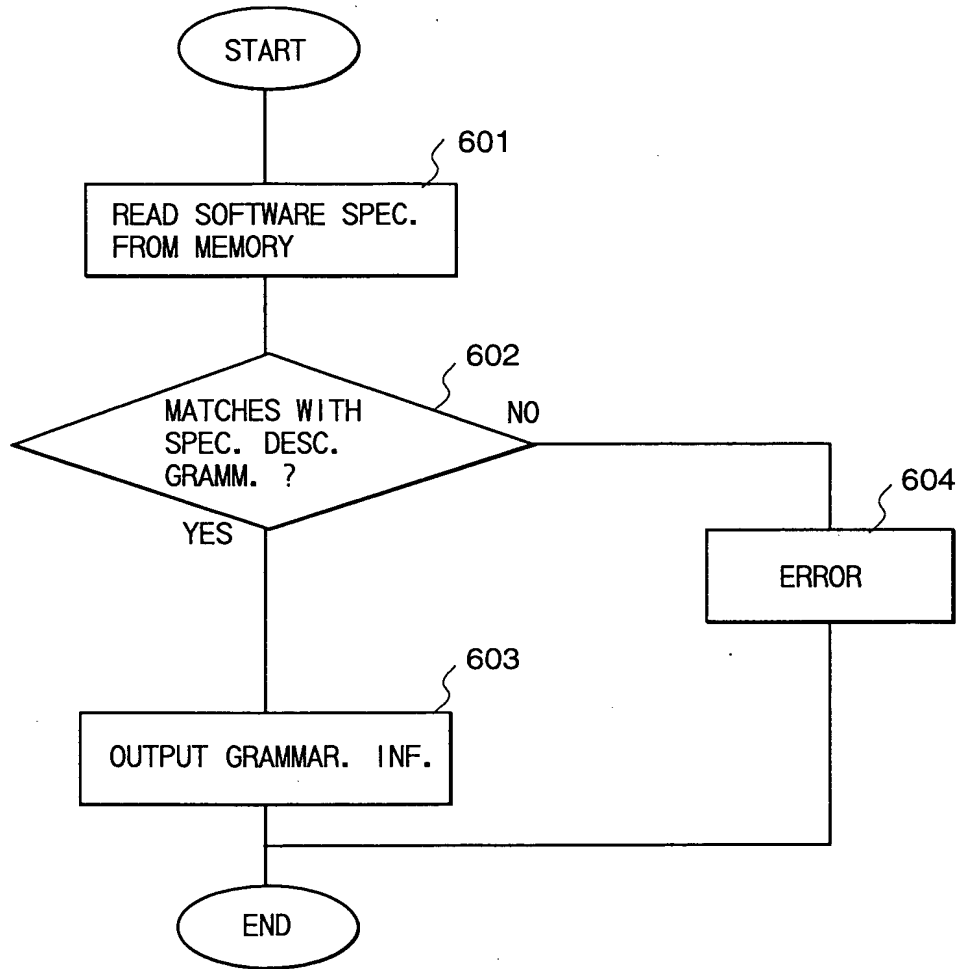 START
601
READ SOFTWARE SPEC.
FROM MEMORY
602
MATCHES WITH
SPEC. DESC.
GRAMM. ?
NO
YES
604
ERROR
603
OUTPUT GRAMMAR. INF.
END